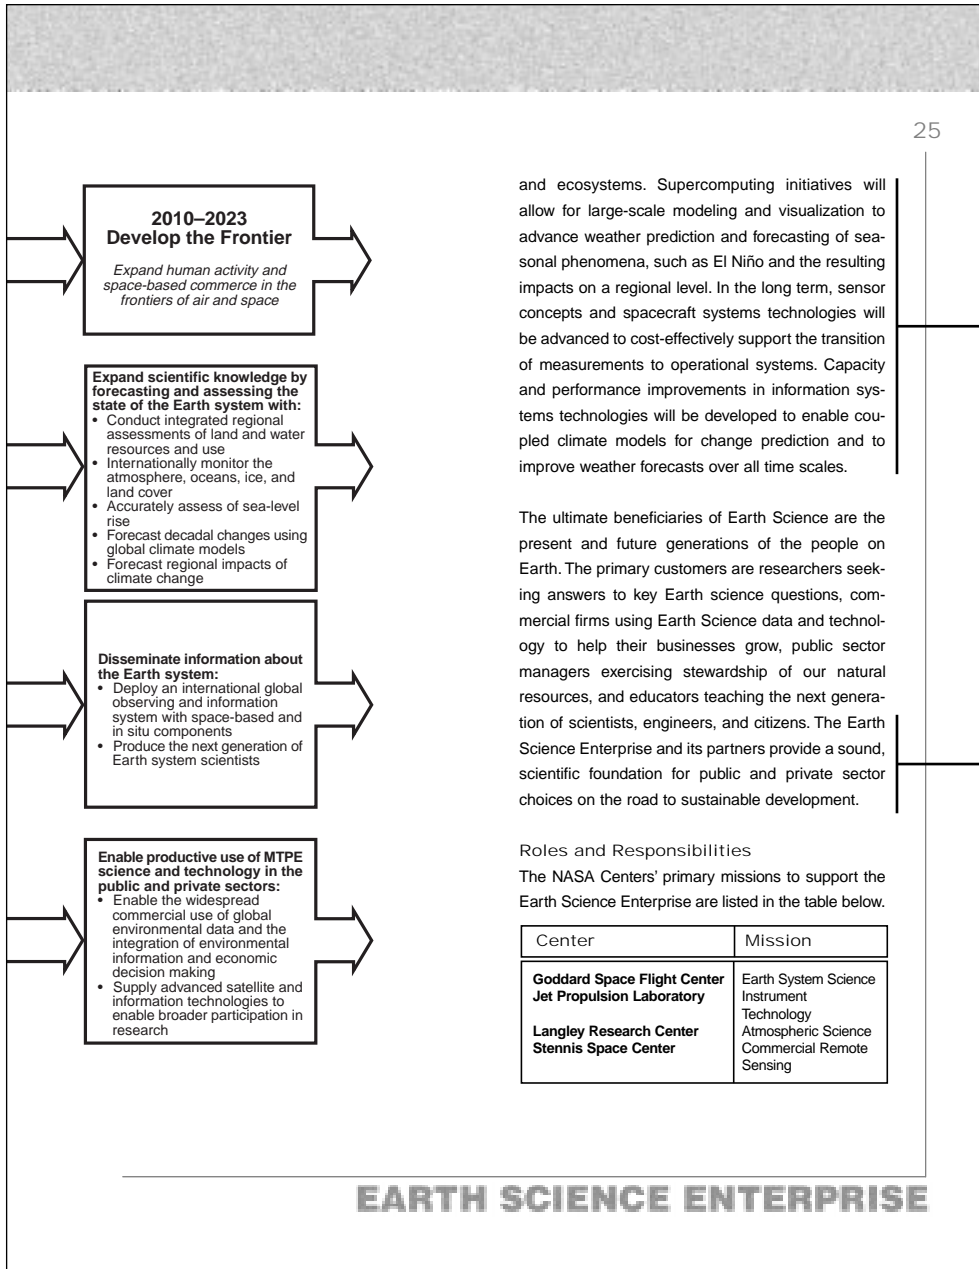 25
2010–2023
Develop the Frontier
Expand human activity and
space-based commerce in the
frontiers of air and space
Expand scientific knowledge by
forecasting and assessing the
state of the Earth system with:
• Conduct integrated regional
assessments of land and water
resources and use
• Internationally monitor the
atmosphere, oceans, ice, and
land cover
• Accurately assess of sea-level
rise
• Forecast decadal changes using
global climate models
• Forecast regional impacts of
climate change
Disseminate information about
the Earth system:
• Deploy an international global
observing and information
system with space-based and
in situ components
• Produce the next generation of
Earth system scientists
Enable productive use of MTPE
science and technology in the
public and private sectors:
• Enable the widespread
commercial use of global
environmental data and the
integration of environmental
information and economic
decision making
• Supply advanced satellite and
information technologies to
enable broader participation in
research
and ecosystems. Supercomputing initiatives will
allow for large-scale modeling and visualization to
advance weather prediction and forecasting of sea-
sonal phenomena, such as El Niño and the resulting
impacts on a regional level. In the long term, sensor
concepts and spacecraft systems technologies will
be advanced to cost-effectively support the transition
of measurements to operational systems. Capacity
and performance improvements in information sys-
tems technologies will be developed to enable cou-
pled climate models for change prediction and to
improve weather forecasts over all time scales.
The ultimate beneficiaries of Earth Science are the
present and future generations of the people on
Earth. The primary customers are researchers seek-
ing answers to key Earth science questions, com-
mercial firms using Earth Science data and technol-
ogy to help their businesses grow, public sector
managers exercising stewardship of our natural
resources, and educators teaching the next genera-
tion of scientists, engineers, and citizens. The Earth
Science Enterprise and its partners provide a sound,
scientific foundation for public and private sector
choices on the road to sustainable development.
Roles and Responsibilities
The NASA Centers' primary missions to support the
Earth Science Enterprise are listed in the table below.
Center Mission
Goddard Space Flight Center Earth System Science
Jet Propulsion Laboratory Instrument
Technology
Langley Research Center Atmospheric Science
Stennis Space Center Commercial Remote
Sensing
EARTH SCIENCE ENTERPRISE